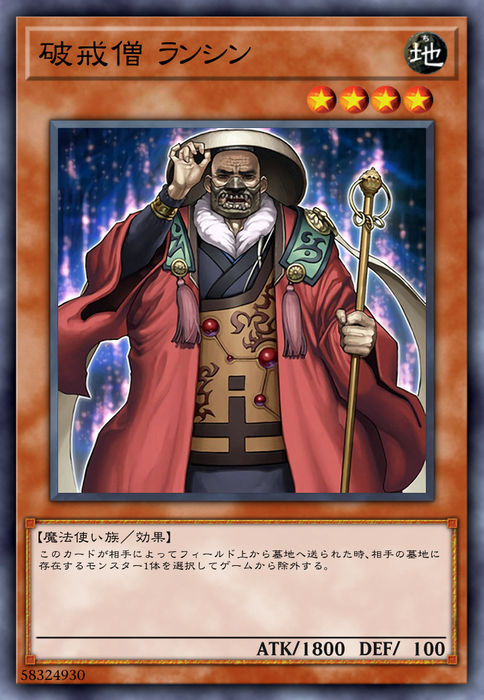 破戒僧 ランシン
ち
地
【魔法使い族／効果】
このカードが相手によってフィールド上から墓地へ送られた時、相手の墓地に
存在するモンスター1体を選択してゲームから除外する。
ATK/1800 DEF/ 100
58324930